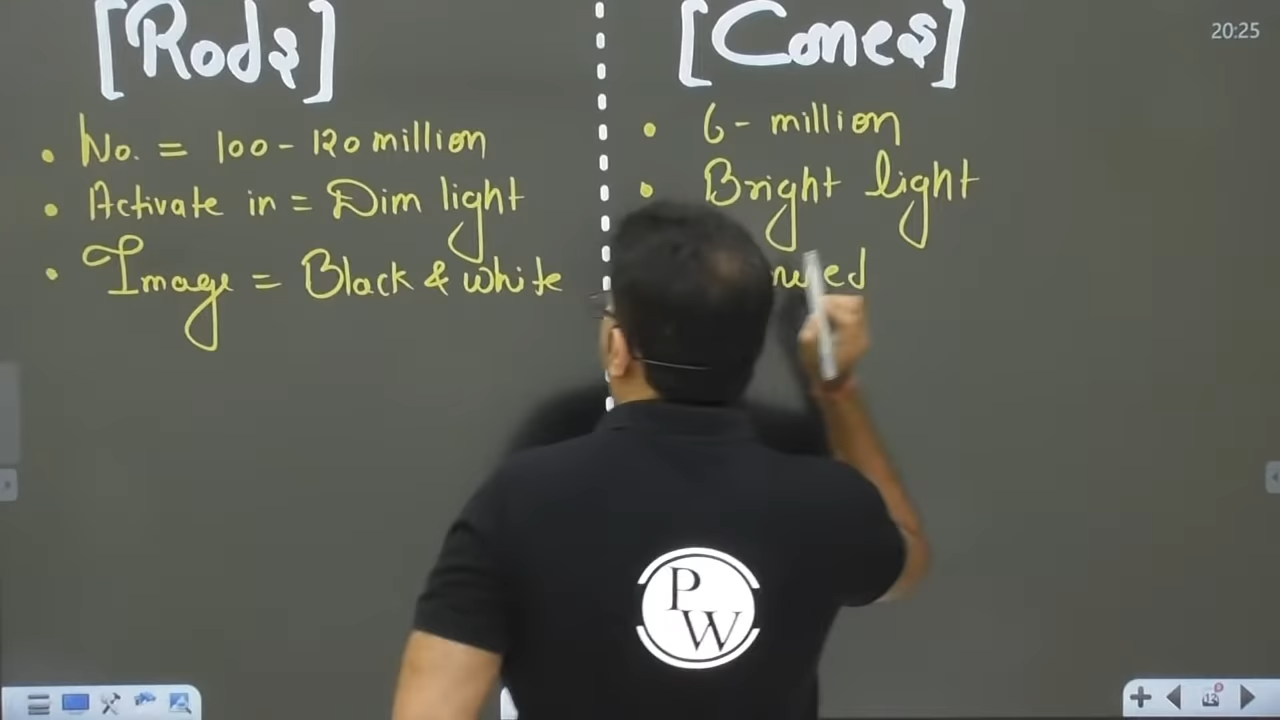 [Rods]
• No. = 100 - 120 million
• Activate in = Dim light
• Image = Black & white
[Cones]
• 6 - million
• Bright light
20:25
PW
12